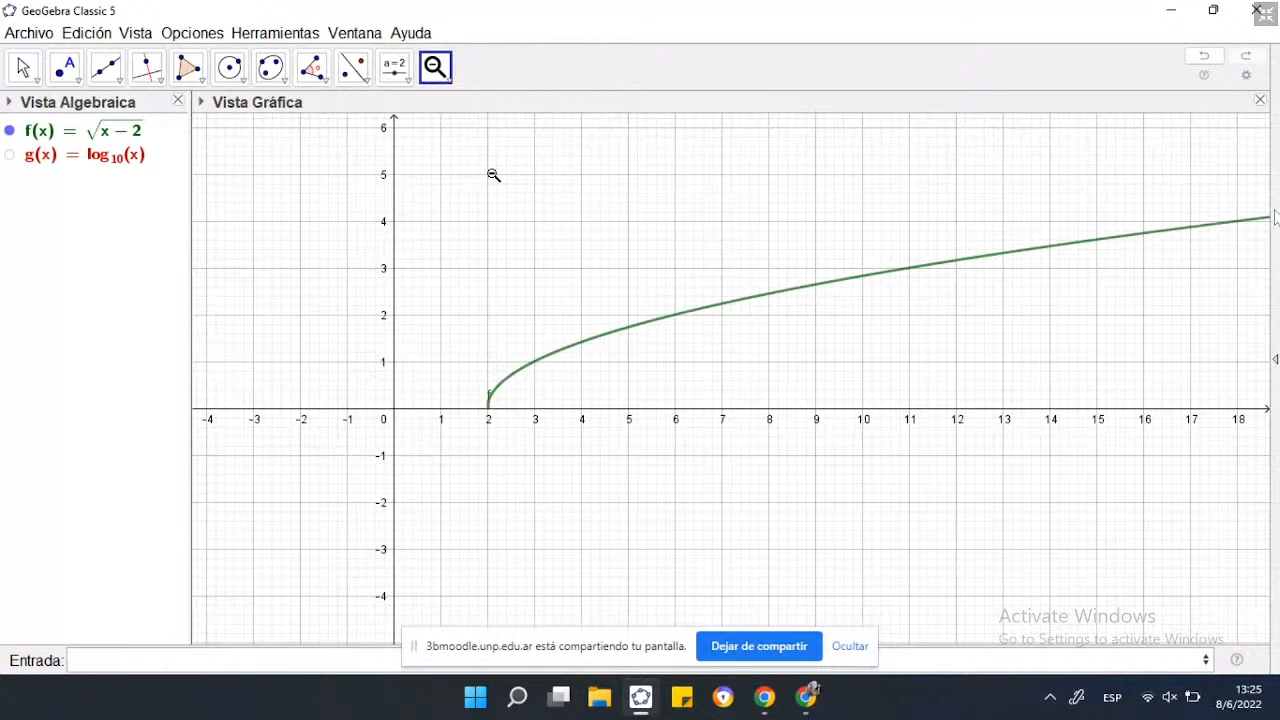 GeoGebra Classic 5
Archivo Edición Vista Opciones Herramientas Ventana Ayuda
A
a=2
Vista Algebraica
Vista Gráfica
f(x) = √x − 2
g(x) = log₁₀(x)
6
5
4
3
2
1
f
-4 -3 -2 -1 0 1 2 3 4 5 6 7 8 9 10 11 12 13 14 15 16 17 18
-1
-2
-3
-4
Activate Windows
Go to Settings to activate Windows.
3bmoodle.unp.edu.ar está compartiendo tu pantalla. Dejar de compartir Ocultar
Entrada:
ESP
13:25
8/6/2022